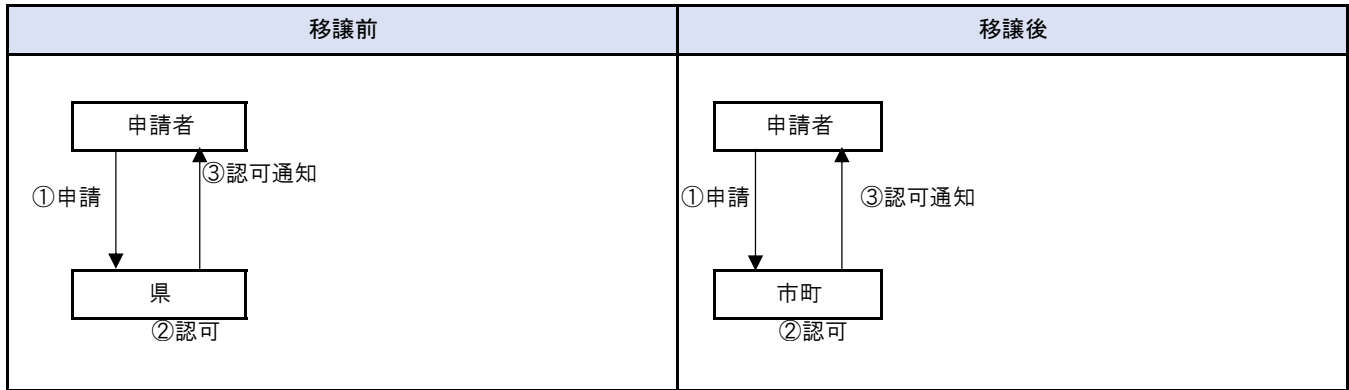 移譲前
移譲後
申請者
③認可通知
①申請
県
②認可
申請者
①申請
③認可通知
市町
②認可